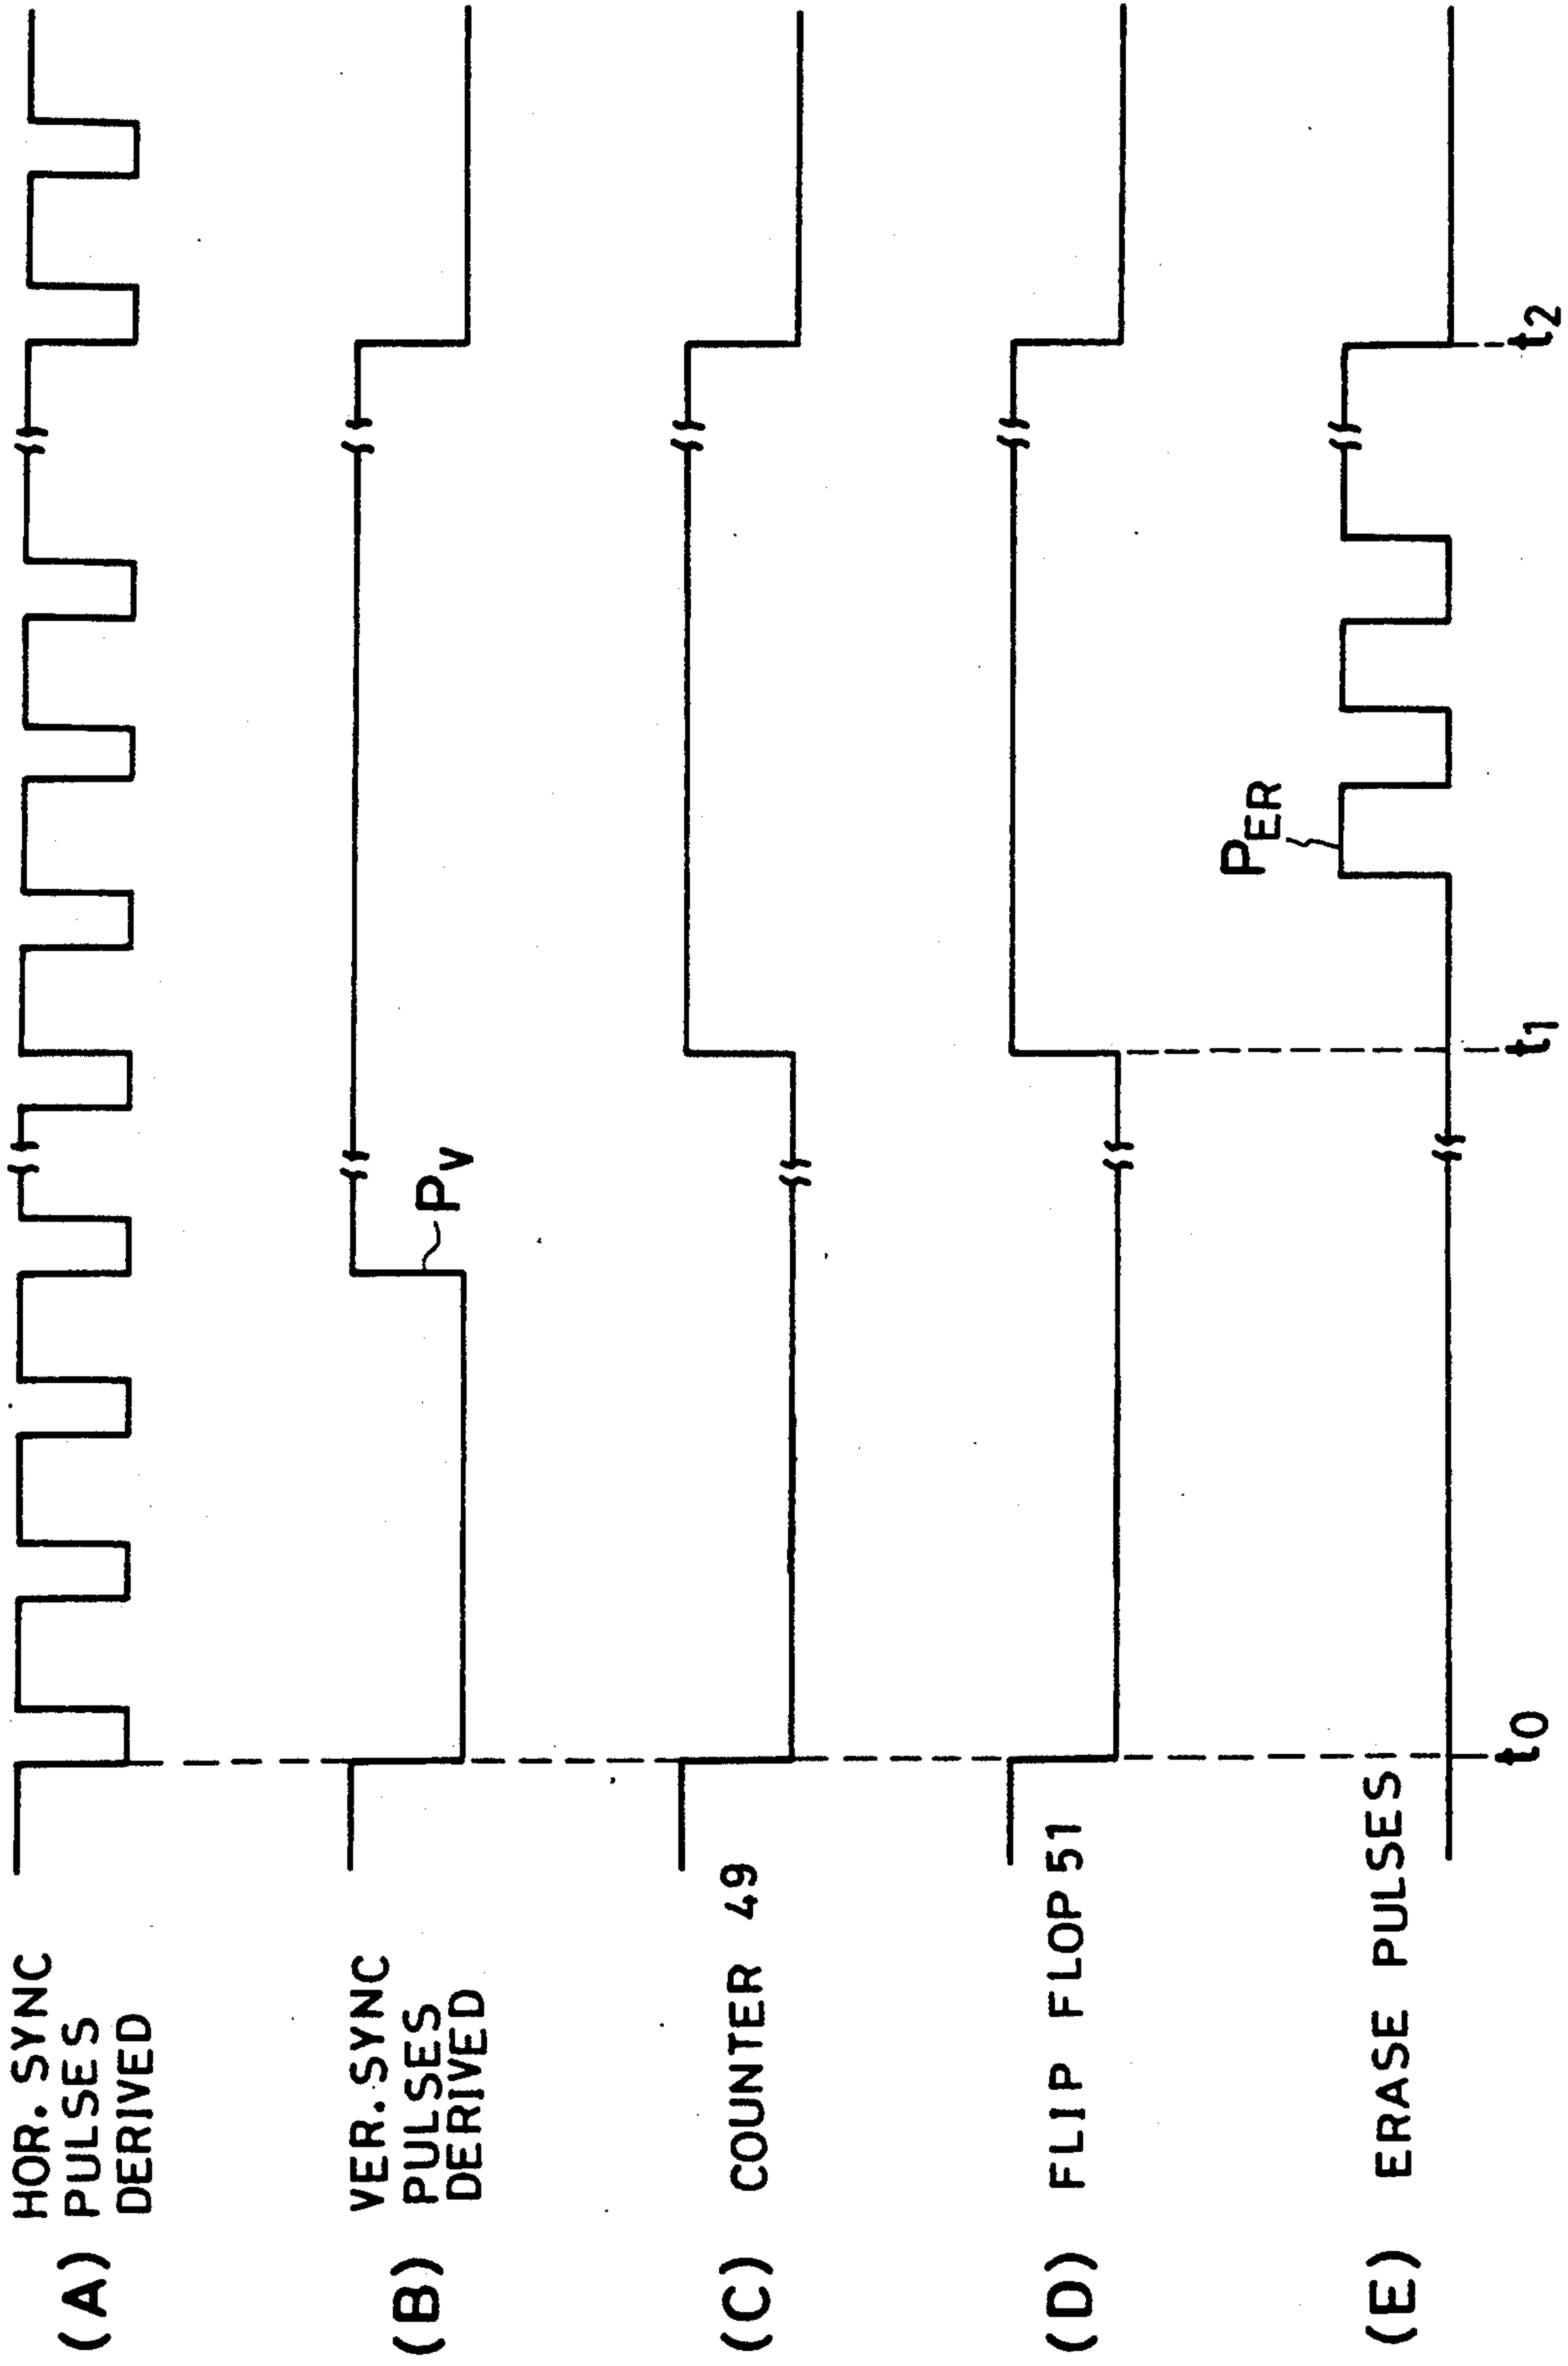 (A) HOR. SYNC
PULSES
DERIVED
(B) VER. SYNC
PULSES
DERIVED
PV
(C) COUNTER 49
(D) FLIP FLOP 51
(E) ERASE PULSES
PER
t0
t1
t2